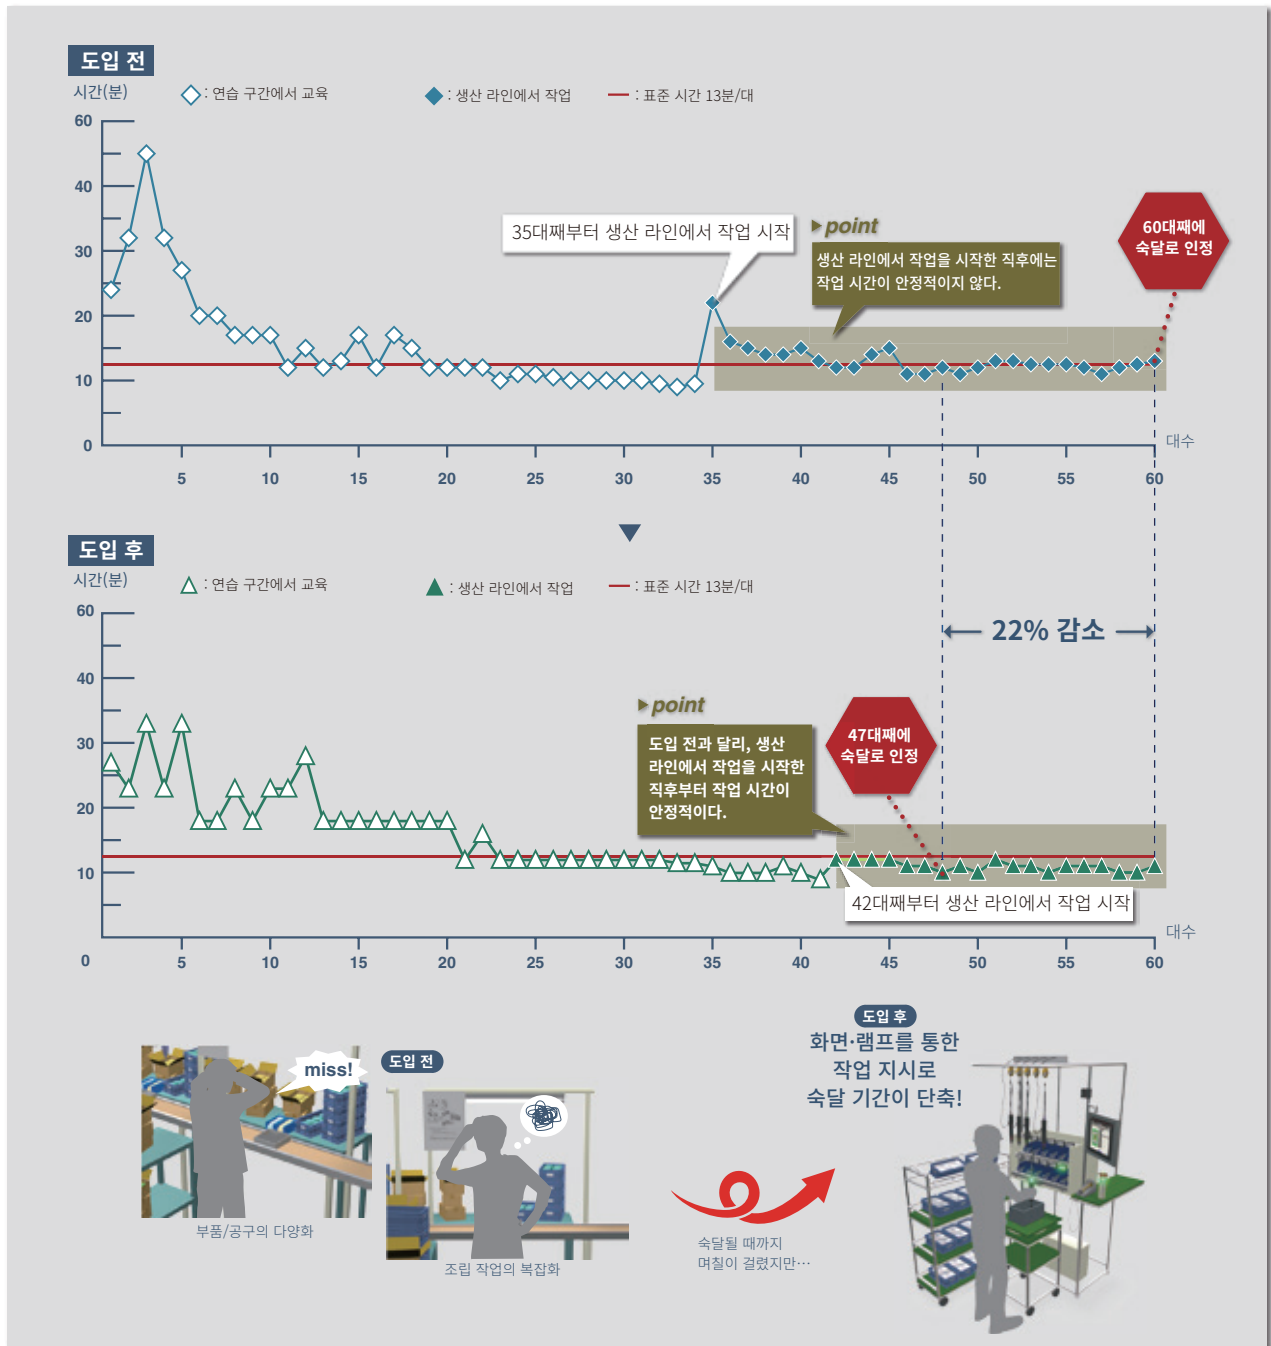 도입 전
시간(분)
: 연습 구간에서 교육
: 생산 라인에서 작업
: 표준 시간 13분/대
60
40
30
20
10
0
35대째부터 생산 라인에서 작업 시작
point
생산 라인에서 작업을 시작한 직후에는
작업 시간이 안정적이지 않다.
60대째에
숙달로 인정
대수
5 10 15 20 25 30 35 40 45 50 55 60
도입 후
시간(분)
: 연습 구간에서 교육
: 생산 라인에서 작업
: 표준 시간 13분/대
22% 감소
60
40
30
20
10
0
point
도입 전과 달리, 생산
라인에서 작업을 시작한
직후부터 작업 시간이
안정적이다.
47대째에
숙달로 인정
42대째부터 생산 라인에서 작업 시작
대수
5 10 15 20 25 30 35 40 45 50 55 60
miss!
부품/공구의 다양화
도입 전
조립 작업의 복잡화
숙달될 때까지
며칠이 걸렸지만…
도입 후
화면·램프를 통한
작업 지시로
숙달 기간이 단축!